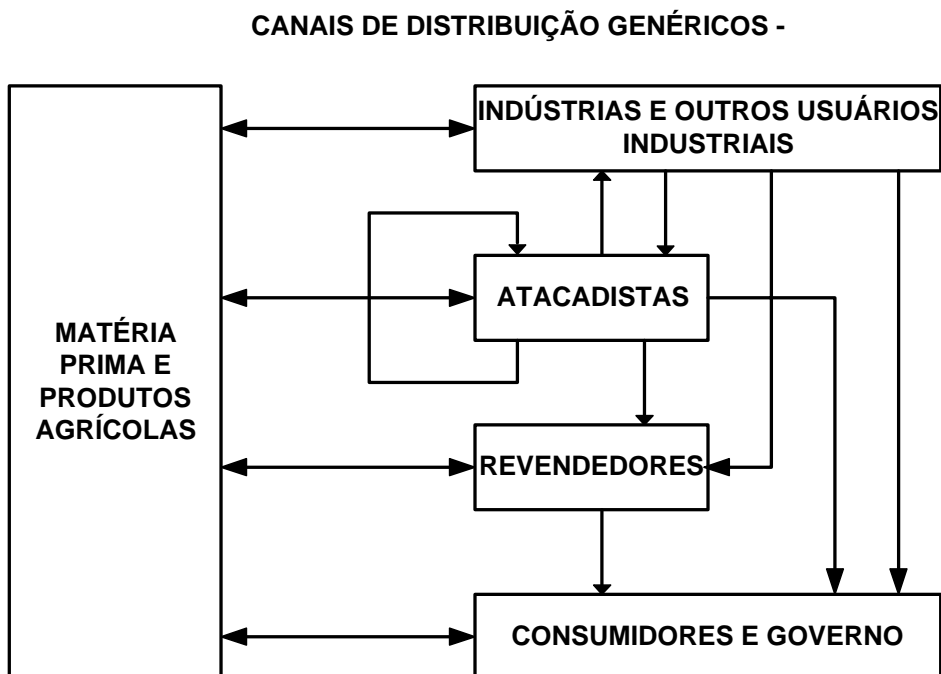 CANAIS DE DISTRIBUIÇÃO GENÉRICOS -
INDÚSTRIAS E OUTROS USUÁRIOS
INDUSTRIAIS
ATACADISTAS
MATÉRIA
PRIMA E
PRODUTOS
AGRÍCOLAS
REVENDEDORES
CONSUMIDORES E GOVERNO